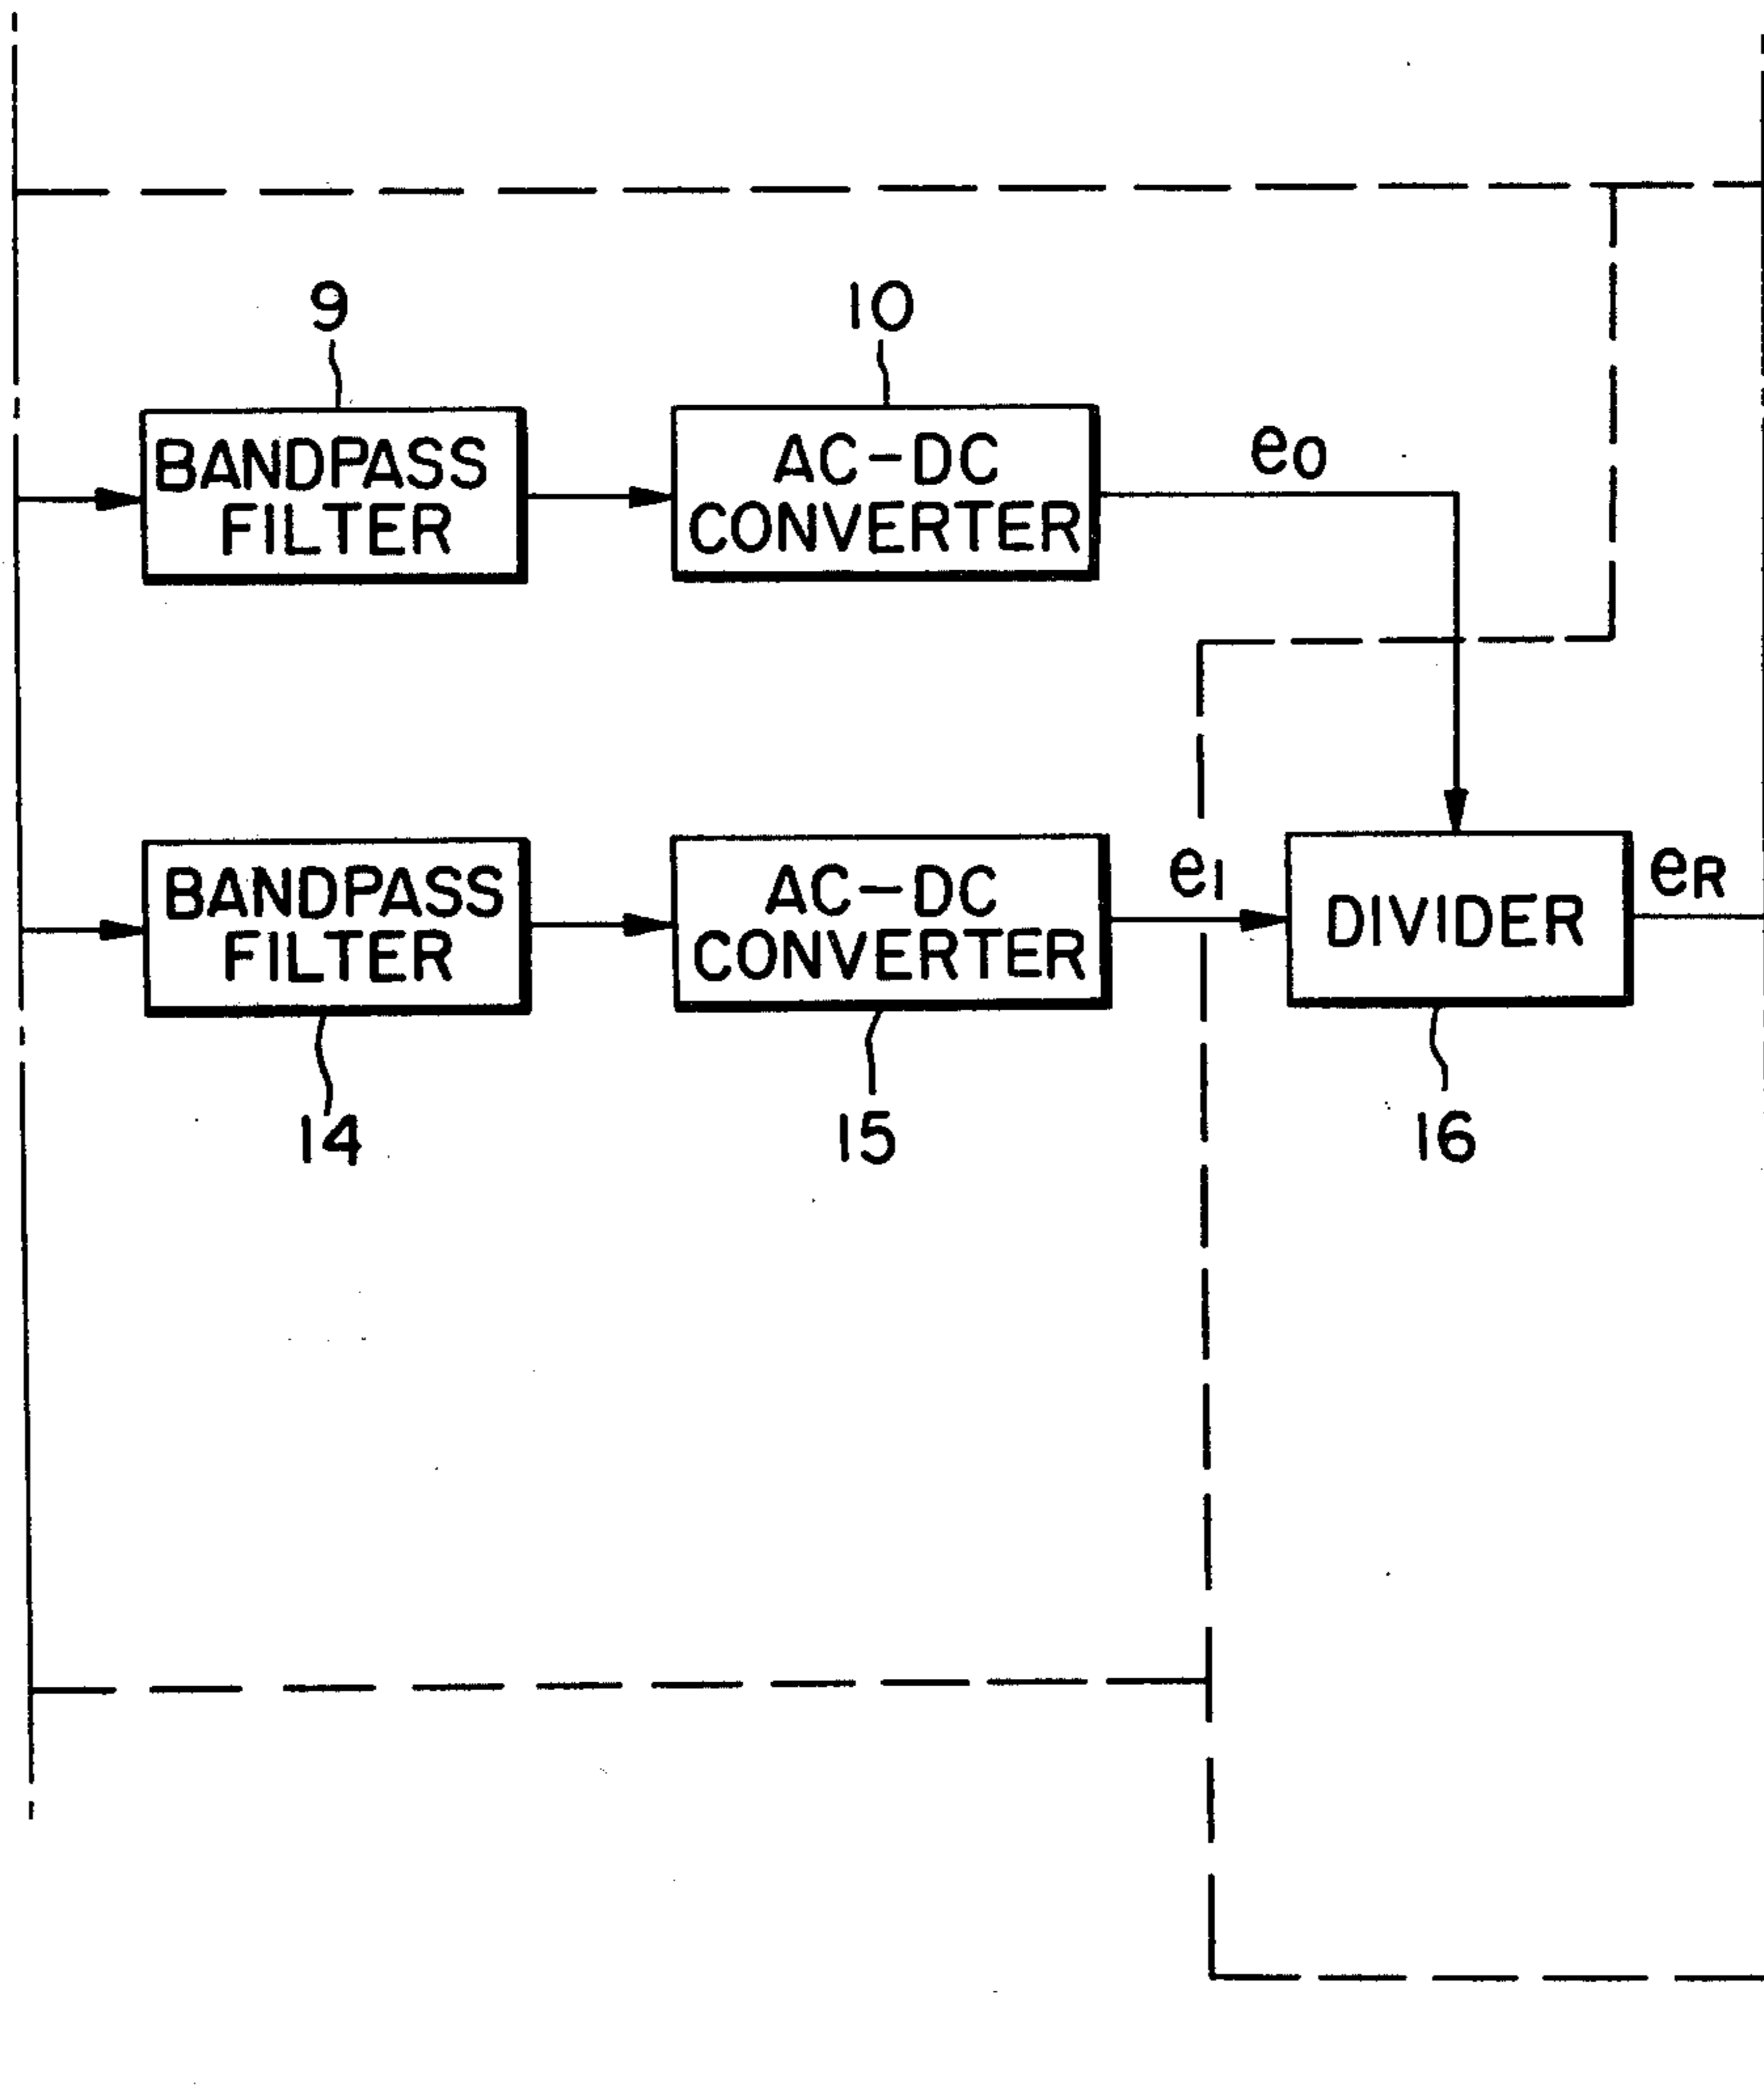 9
10
BANDPASS
FILTER
AC-DC
CONVERTER
eO
BANDPASS
FILTER
AC-DC
CONVERTER
e1
DIVIDER
eR
14
15
16